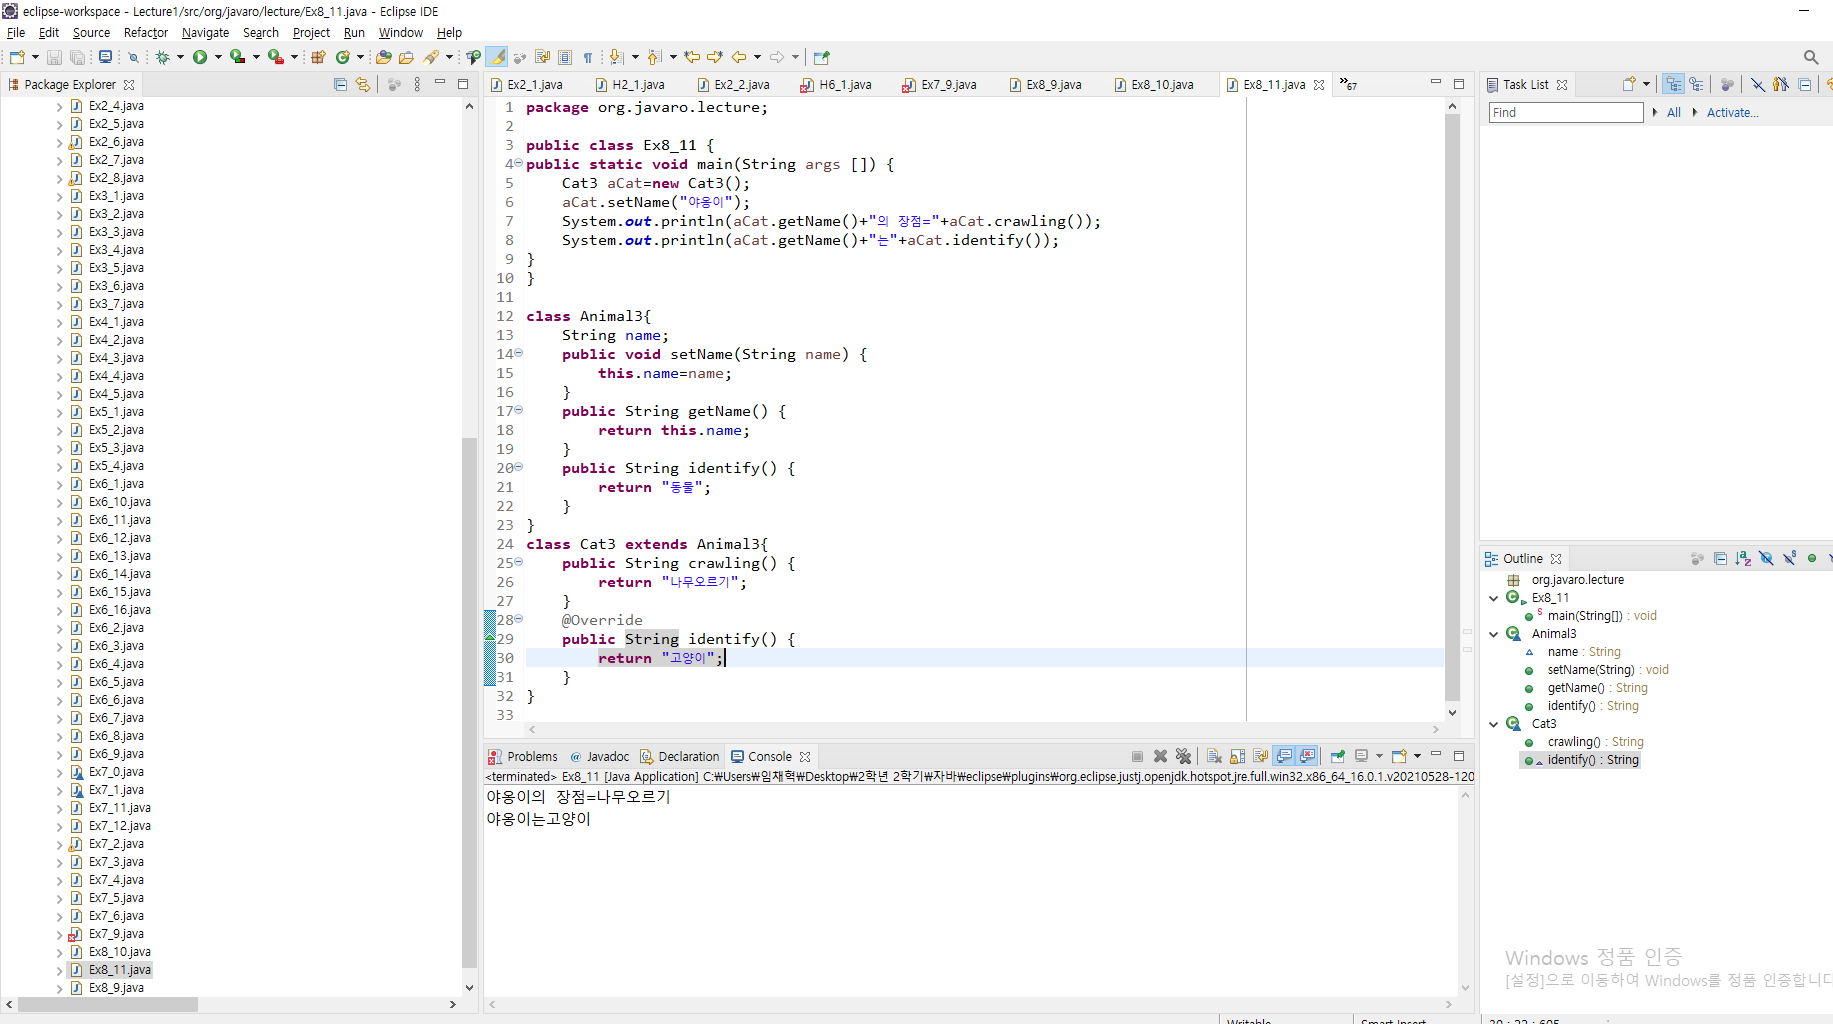 eclipse-workspace - Lecture1/src/org/javaro/lecture/Ex8_11.java - Eclipse IDE
File Edit Source Refactor Navigate Search Project Run Window Help
Package Explorer
Ex2_4.java
Ex2_5.java
Ex2_6.java
Ex2_7.java
Ex2_8.java
Ex3_1.java
Ex3_2.java
Ex3_3.java
Ex3_4.java
Ex3_5.java
Ex3_6.java
Ex3_7.java
Ex4_1.java
Ex4_2.java
Ex4_3.java
Ex4_4.java
Ex4_5.java
Ex5_1.java
Ex5_2.java
Ex5_3.java
Ex5_4.java
Ex6_1.java
Ex6_10.java
Ex6_11.java
Ex6_12.java
Ex6_13.java
Ex6_14.java
Ex6_15.java
Ex6_16.java
Ex6_2.java
Ex6_3.java
Ex6_4.java
Ex6_5.java
Ex6_6.java
Ex6_7.java
Ex6_8.java
Ex6_9.java
Ex7_0.java
Ex7_1.java
Ex7_11.java
Ex7_12.java
Ex7_2.java
Ex7_3.java
Ex7_4.java
Ex7_5.java
Ex7_6.java
Ex7_9.java
Ex8_10.java
Ex8_11.java
Ex8_9.java
Ex2_1.java H2_1.java Ex2_2.java H6_1.java Ex7_9.java Ex8_9.java Ex8_10.java Ex8_11.java »67
1 package org.javaro.lecture;
2
3 public class Ex8_11 {
4 public static void main(String args []) {
5 Cat3 aCat=new Cat3();
6 aCat.setName("야옹이");
7 System.out.println(aCat.getName()+"의 장점="+aCat.crawling());
8 System.out.println(aCat.getName()+"는"+aCat.identify());
9 }
10 }
11
12 class Animal3{
13 String name;
14 public void setName(String name) {
15 this.name=name;
16 }
17 public String getName() {
18 return this.name;
19 }
20 public String identify() {
21 return "동물";
22 }
23 }
24 class Cat3 extends Animal3{
25 public String crawling() {
26 return "나무오르기";
27 }
28 @Override
29 public String identify() {
30 return "고양이";
31 }
32 }
33
Problems @ Javadoc Declaration Console
<terminated> Ex8_11 [Java Application] C:₩Users₩임채혁₩Desktop₩2학년 2학기₩자바₩eclipse₩plugins₩org.eclipse.justj.openjdk.hotspot.jre.full.win32.x86_64_16.0.1.v20210528-120
야옹이의 장점=나무오르기
야옹이는고양이
Task List
Find All Activate...
Outline
org.javaro.lecture
Ex8_11
main(String[]) : void
Animal3
name : String
setName(String) : void
getName() : String
identify() : String
Cat3
crawling() : String
identify() : String
Windows 정품 인증
[설정]으로 이동하여 Windows를 정품 인증합니다
Writable Smart Insert 30 : 22 : 605